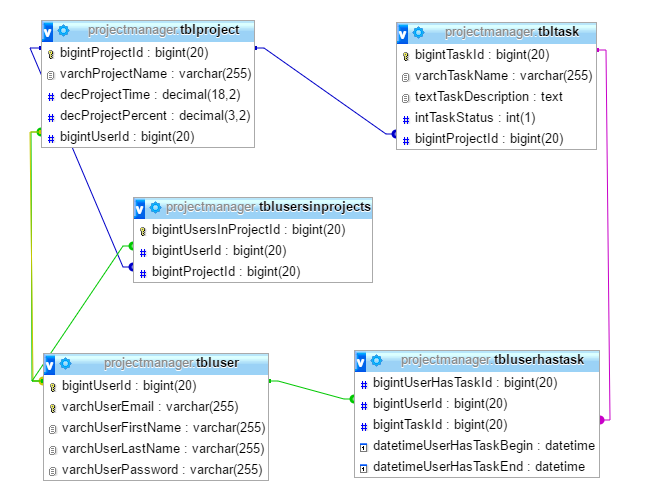 projectmanager.tblproject
bigintProjectId : bigint(20)
varchProjectName : varchar(255)
decProjectTime : decimal(18,2)
decProjectPercent : decimal(3,2)
bigintUserId : bigint(20)
projectmanager.tbltask
bigintTaskId : bigint(20)
varchTaskName : varchar(255)
textTaskDescription : text
intTaskStatus : int(1)
bigintProjectId : bigint(20)
projectmanager.tblusersinprojects
bigintUsersInProjectId : bigint(20)
bigintUserId : bigint(20)
bigintProjectId : bigint(20)
projectmanager.tbluser
bigintUserId : bigint(20)
varchUserEmail : varchar(255)
varchUserFirstName : varchar(255)
varchUserLastName : varchar(255)
varchUserPassword : varchar(255)
projectmanager.tbluserhastask
bigintUserHasTaskId : bigint(20)
bigintUserId : bigint(20)
bigintTaskId : bigint(20)
datetimeUserHasTaskBegin : datetime
datetimeUserHasTaskEnd : datetime